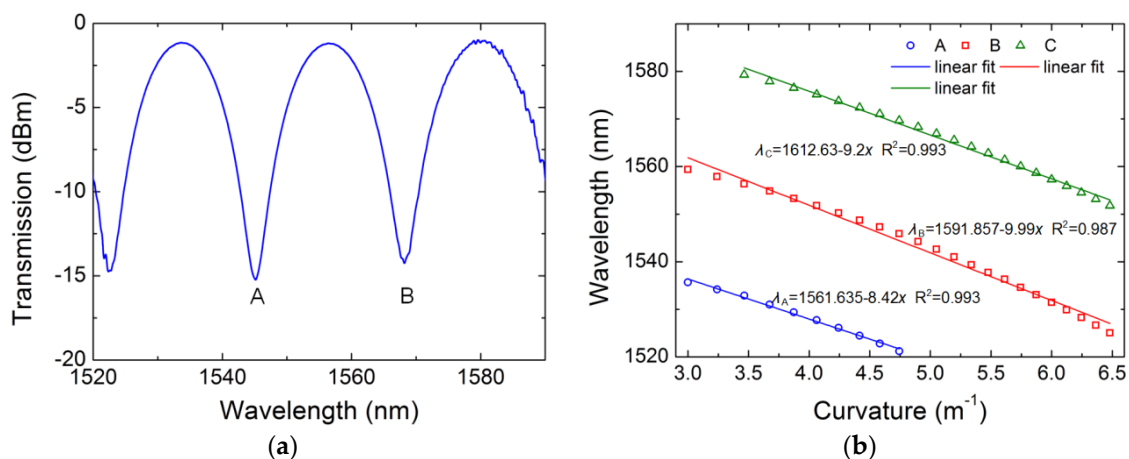 0
-5
-10
-15
-20
Transmission (dBm)
A
B
1520 1540 1560 1580
Wavelength (nm)
(a)
A B C
linear fit linear fit
linear fit
1580
1560
1540
1520
Wavelength (nm)
λC=1612.63-9.2x R²=0.993
λB=1591.857-9.99x R²=0.987
λA=1561.635-8.42x R²=0.993
3.0 3.5 4.0 4.5 5.0 5.5 6.0 6.5
Curvature (m⁻¹)
(b)